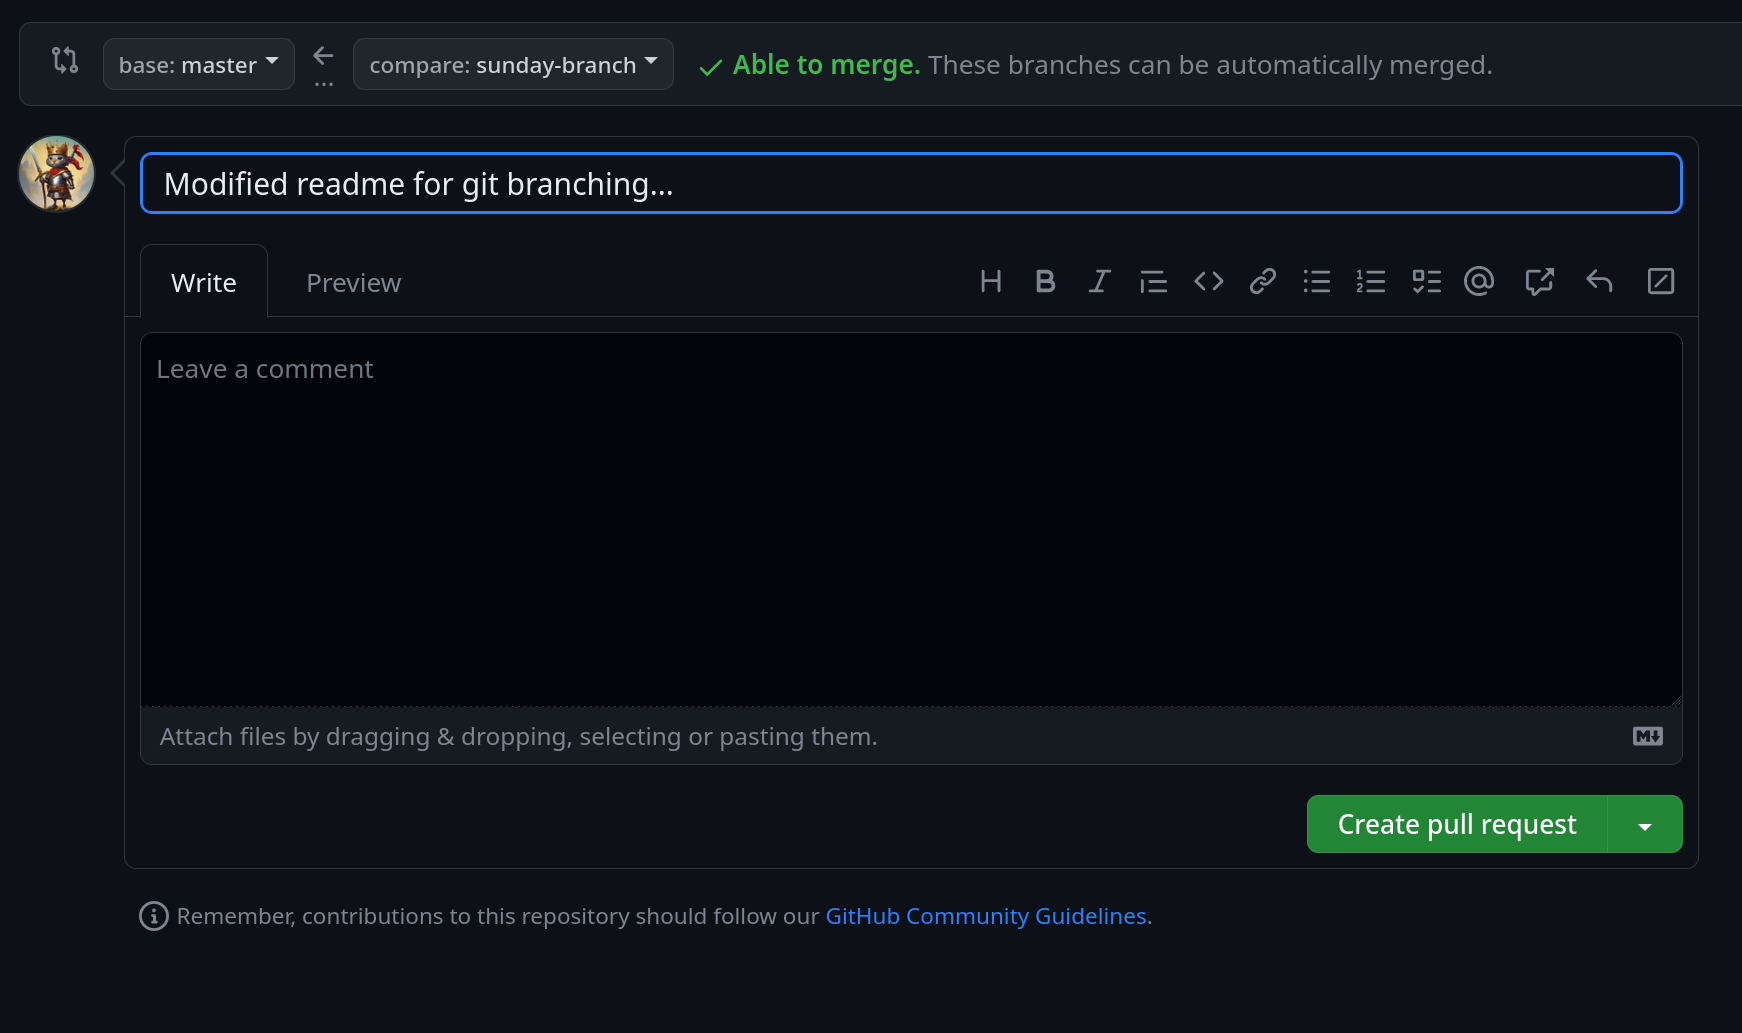 base: master ... compare: sunday-branch Able to merge. These branches can be automatically merged.
Modified readme for git branching...
Write Preview
Leave a comment
Attach files by dragging & dropping, selecting or pasting them.
Create pull request
Remember, contributions to this repository should follow our GitHub Community Guidelines.